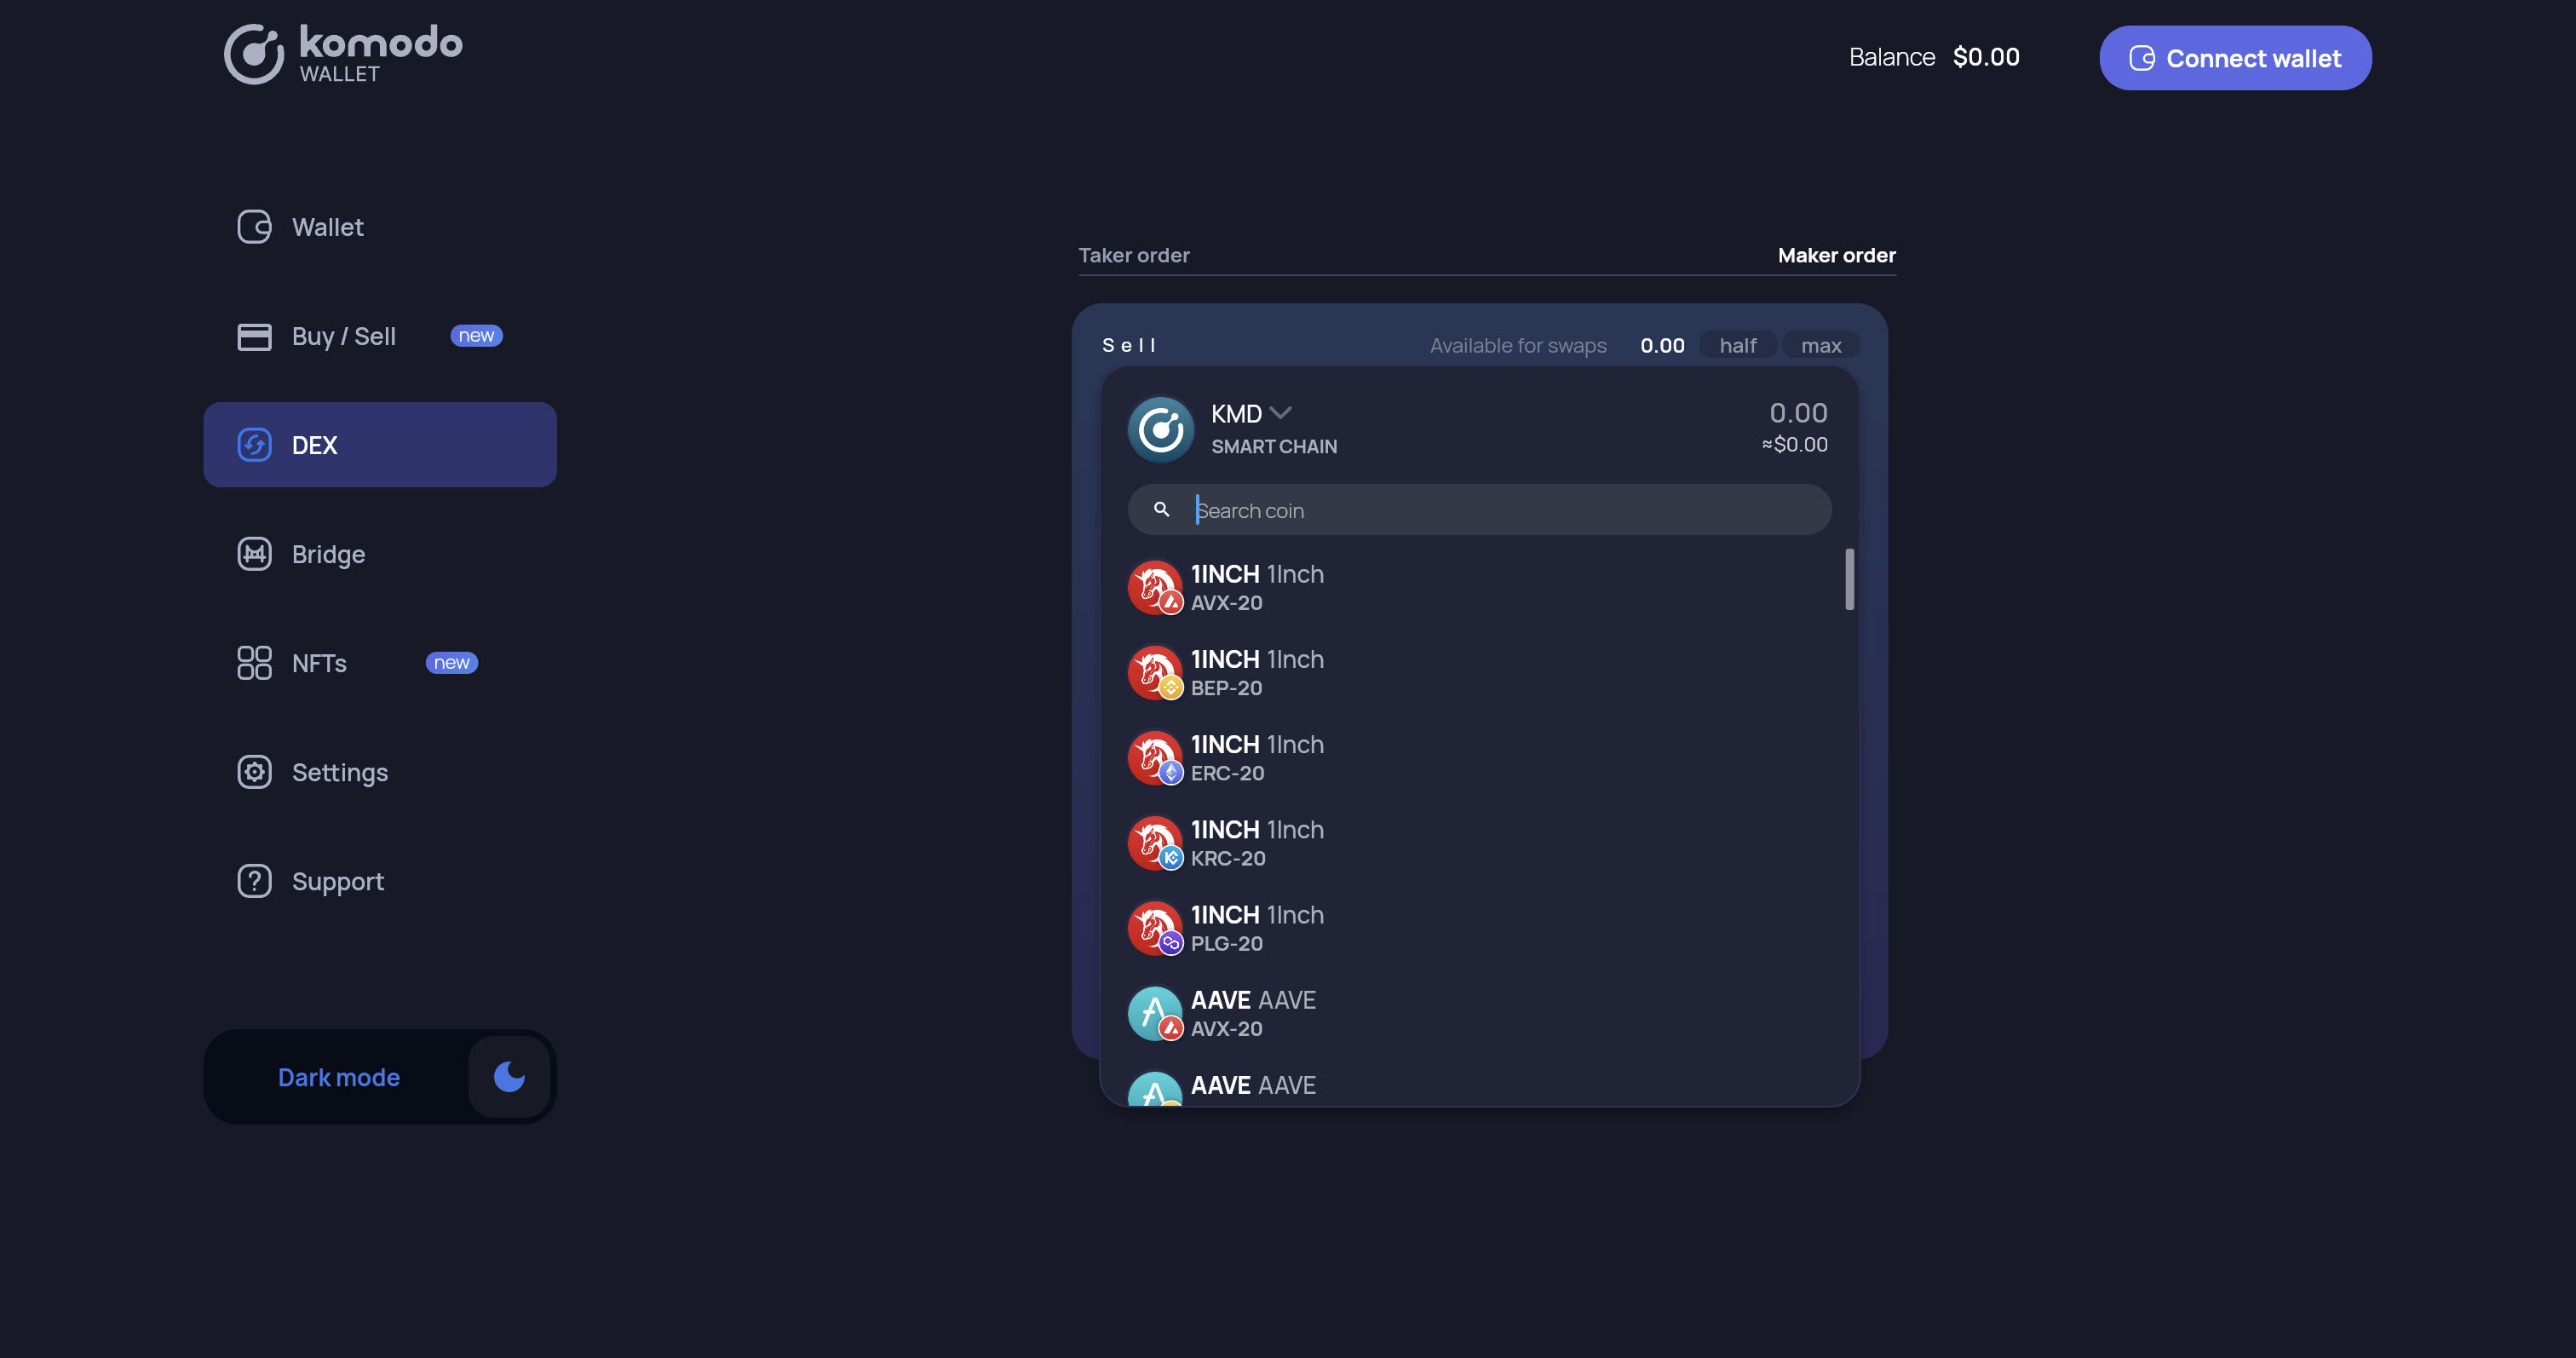 komodo
WALLET
Balance $0.00
Connect wallet
Wallet
Buy / Sell new
DEX
Bridge
NFTs new
Settings
Support
Dark mode
Taker order Maker order
Sell Available for swaps 0.00 half max
KMD 0.00
SMART CHAIN ≈$0.00
Search coin
1INCH 1Inch
AVX-20
1INCH 1Inch
BEP-20
1INCH 1Inch
ERC-20
1INCH 1Inch
KRC-20
1INCH 1Inch
PLG-20
AAVE AAVE
AVX-20
AAVE AAVE